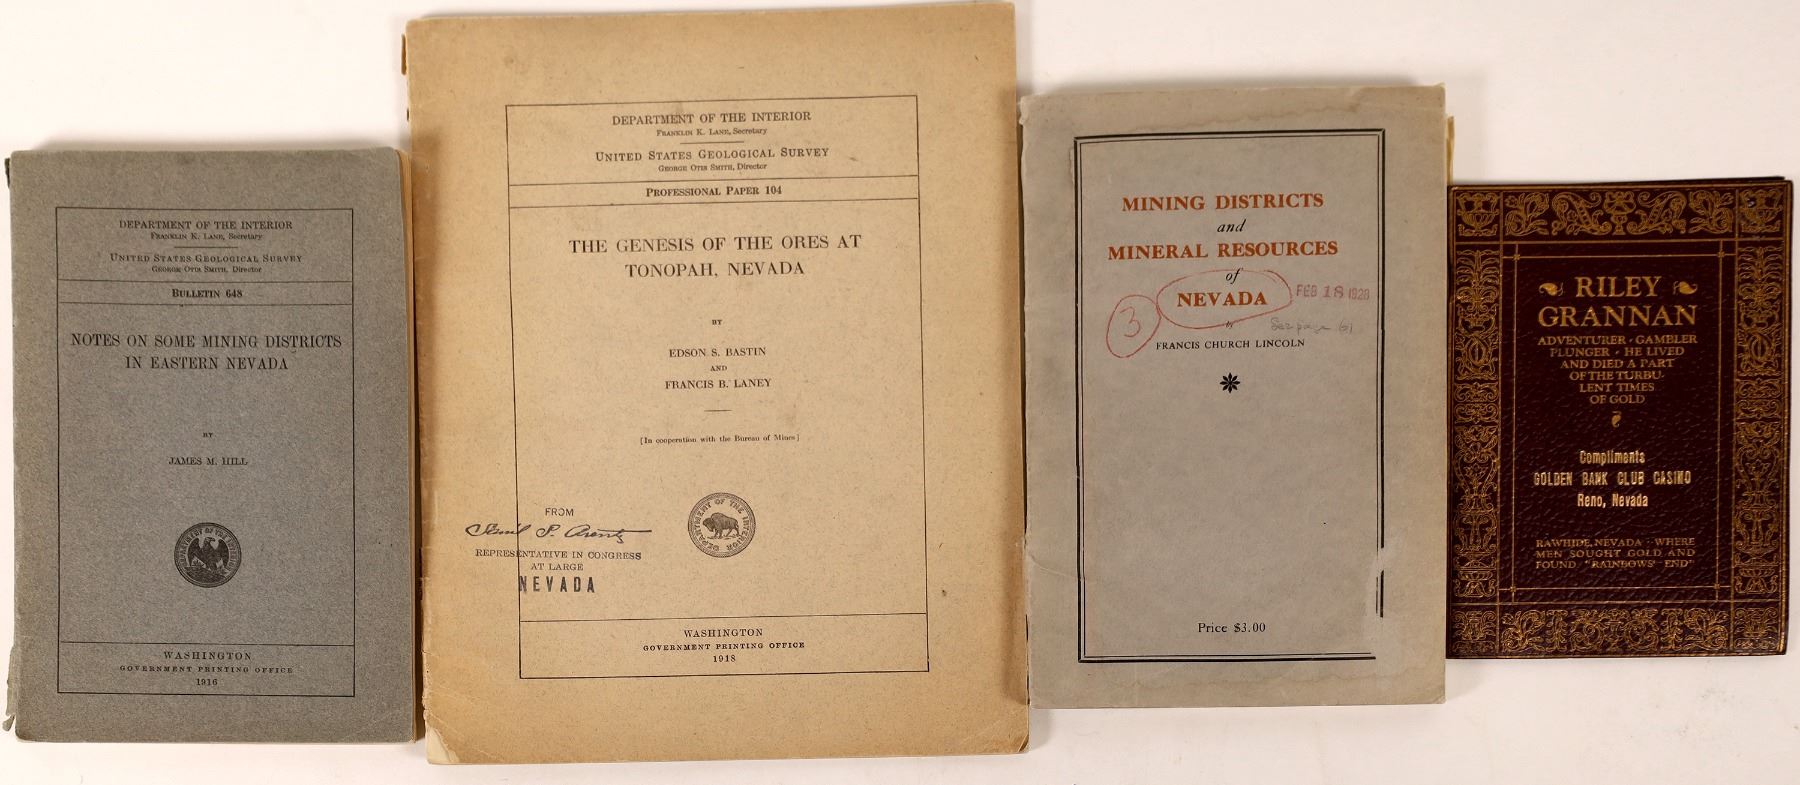 DEPARTMENT OF THE INTERIOR
FRANKLIN K. LANE, Secretary
UNITED STATES GEOLOGICAL SURVEY
GEORGE OTIS SMITH, Director
BULLETIN 648
NOTES ON SOME MINING DISTRICTS
IN EASTERN NEVADA
BY
JAMES M. HILL
WASHINGTON
GOVERNMENT PRINTING OFFICE
1916
DEPARTMENT OF THE INTERIOR
FRANKLIN K. LANE, Secretary
UNITED STATES GEOLOGICAL SURVEY
GEORGE OTIS SMITH, Director
PROFESSIONAL PAPER 104
THE GENESIS OF THE ORES AT
TONOPAH, NEVADA
BY
EDSON S. BASTIN
AND
FRANCIS B. LANEY
[In cooperation with the Bureau of Mines]
DEPARTMENT OF THE INTERIOR
FROM
REPRESENTATIVE IN CONGRESS
AT LARGE
NEVADA
WASHINGTON
GOVERNMENT PRINTING OFFICE
1918
MINING DISTRICTS
and
MINERAL RESOURCES
of
NEVADA
FEB 18 1928
3
by
See page
FRANCIS CHURCH LINCOLN
Price $3.00
RILEY
GRANNAN
ADVENTURER · GAMBLER
PLUNGER · HE LIVED
AND DIED A PART
OF THE TURBU-
LENT TIMES
OF GOLD
Compliments
GOLDEN BANK CLUB CASINO
Reno, Nevada
RAWHIDE, NEVADA · WHERE
MEN SOUGHT GOLD AND
FOUND "RAINBOWS' END"